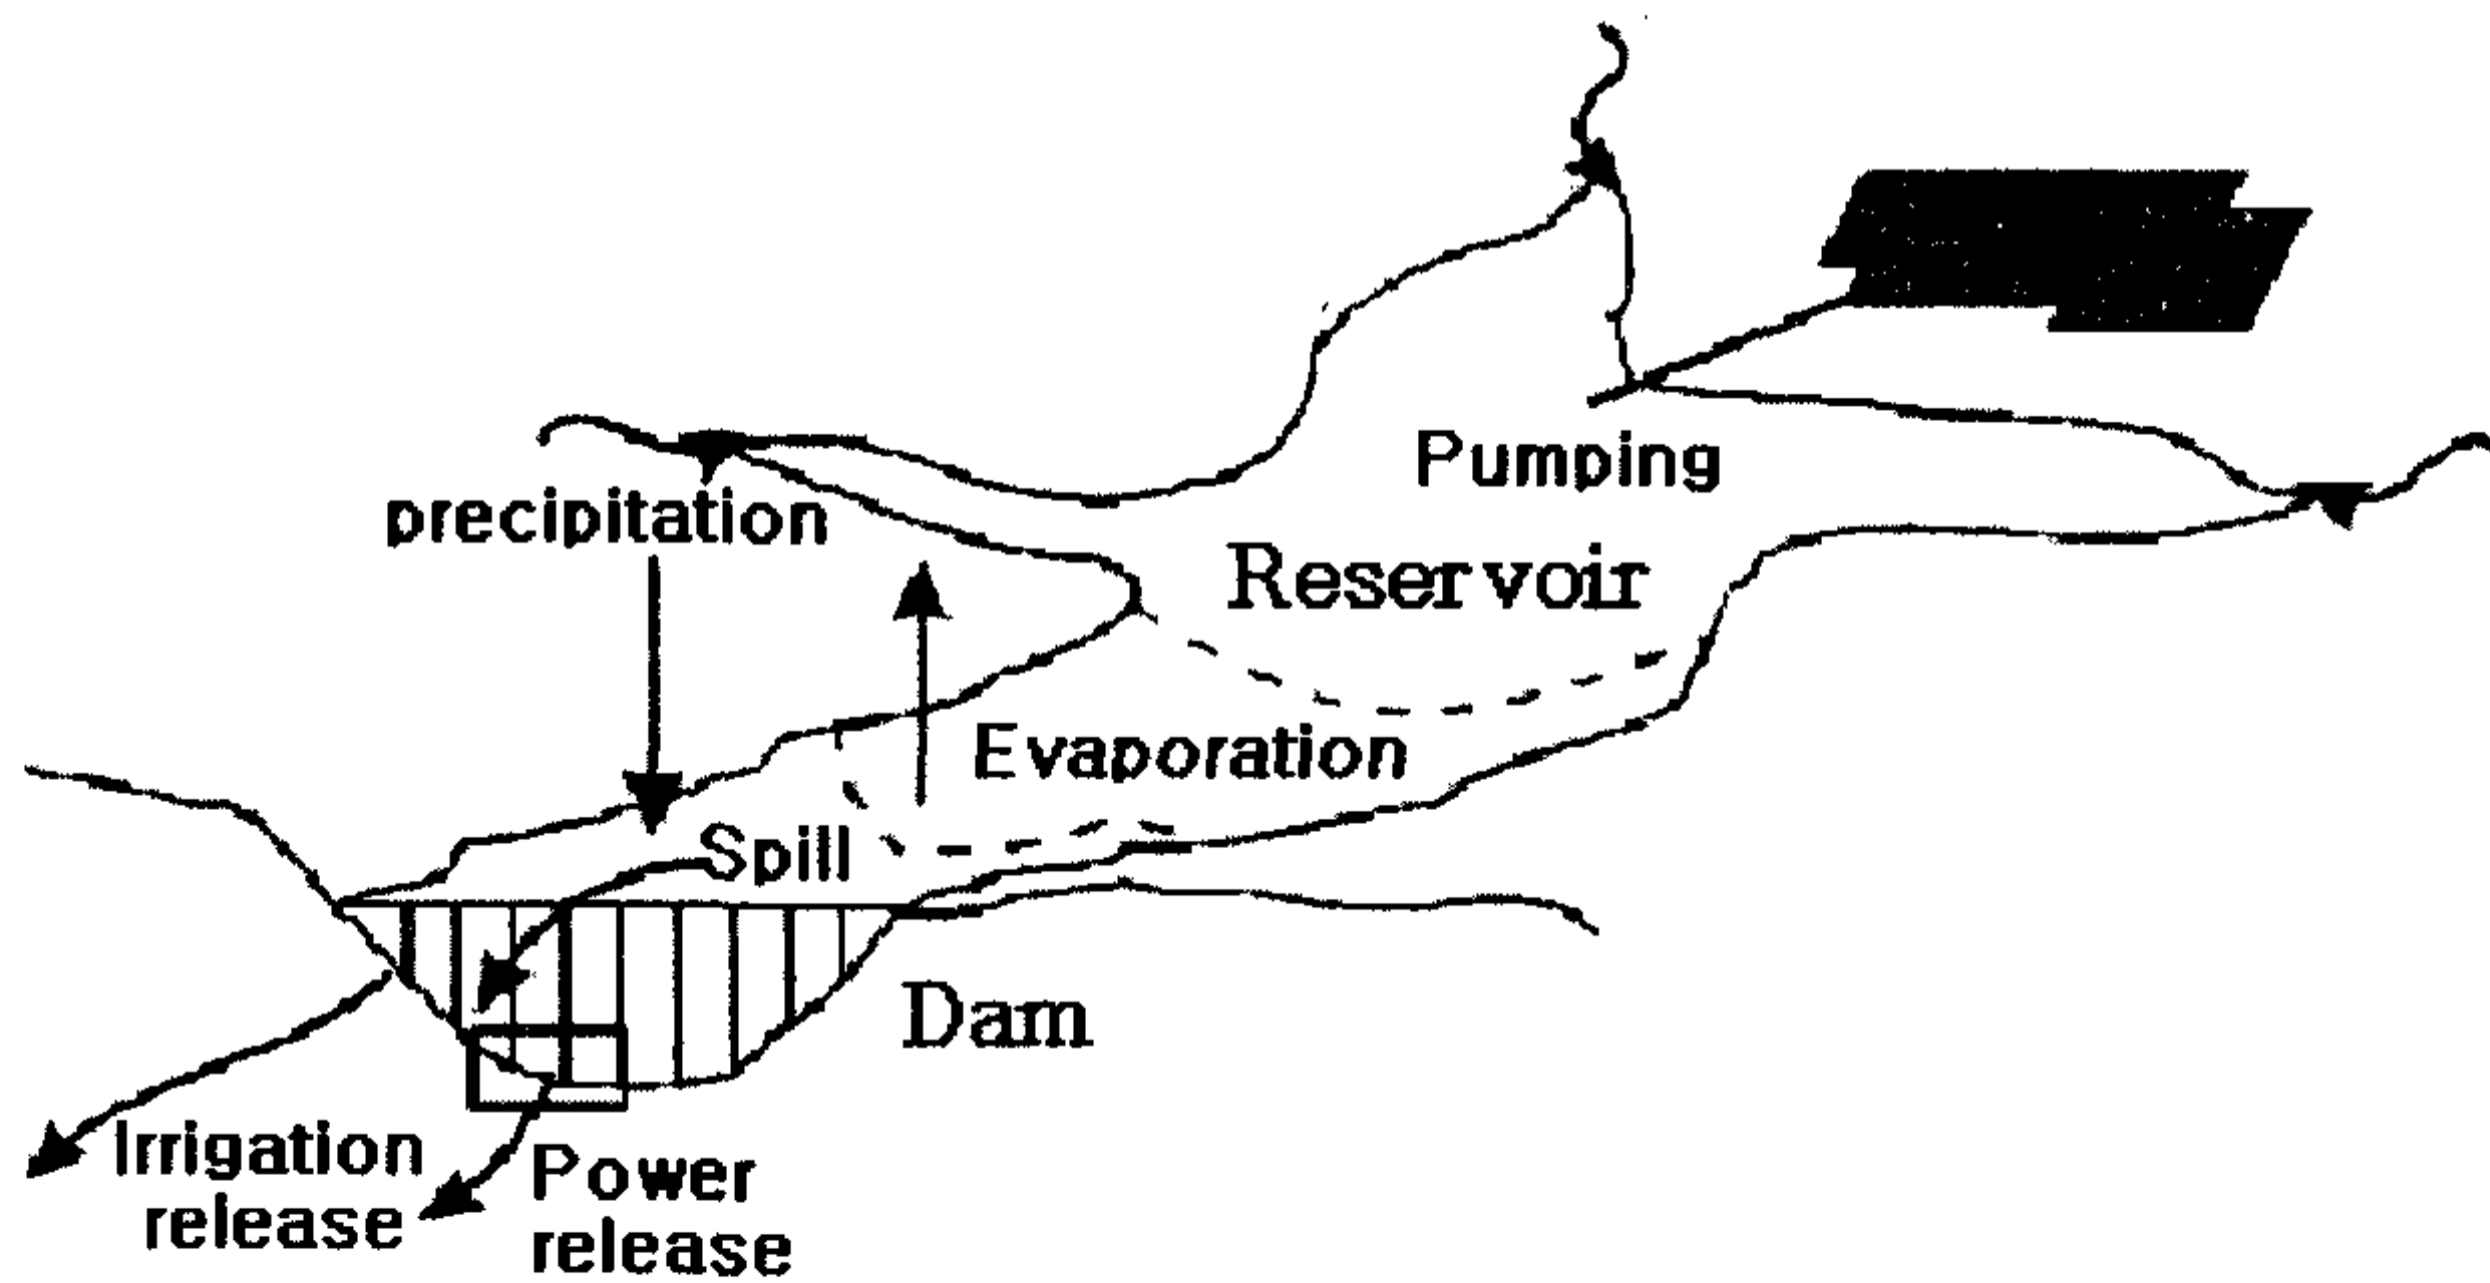 Pumping
precipitation
Reservoir
Evaporation
Spill
Dam
Irrigation
release
Power
release